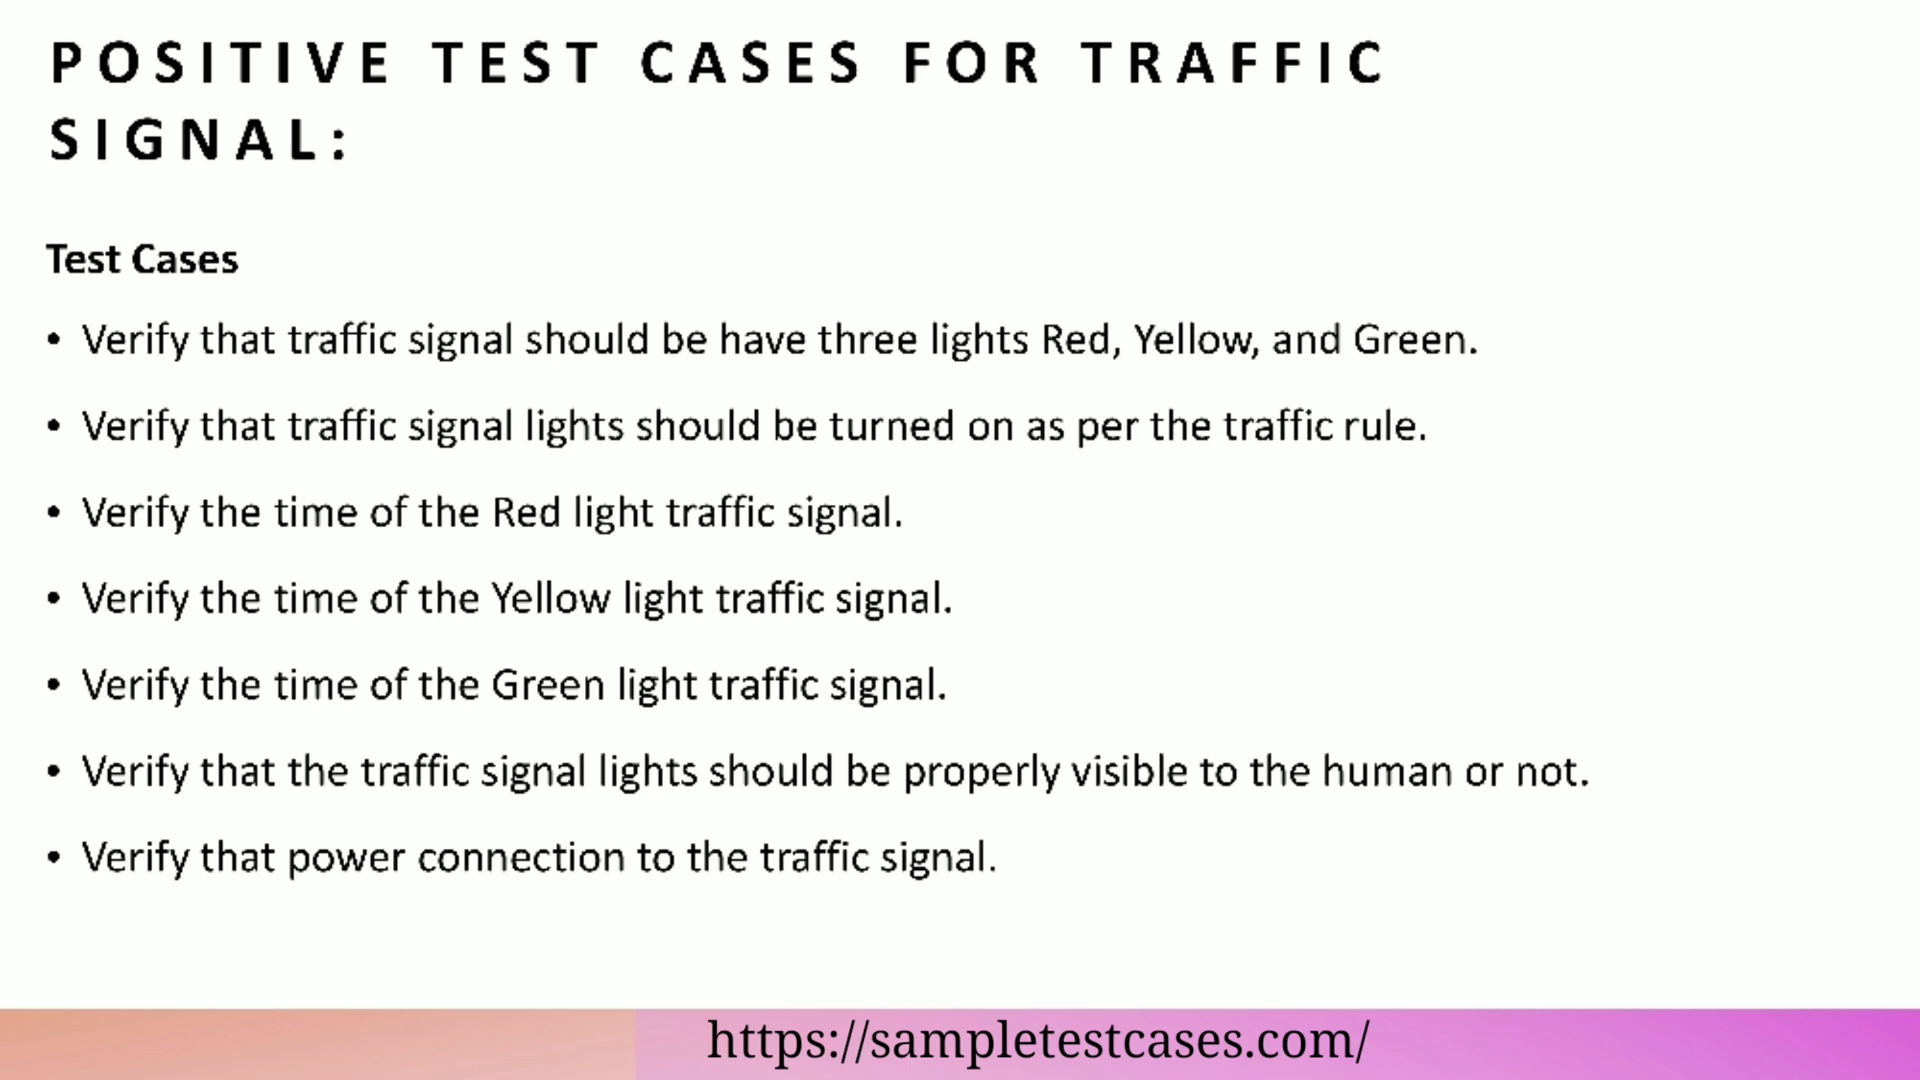 POSITIVE TEST CASES FOR TRAFFIC
SIGNAL:
Test Cases
• Verify that traffic signal should be have three lights Red, Yellow, and Green.
• Verify that traffic signal lights should be turned on as per the traffic rule.
• Verify the time of the Red light traffic signal.
• Verify the time of the Yellow light traffic signal.
• Verify the time of the Green light traffic signal.
• Verify that the traffic signal lights should be properly visible to the human or not.
• Verify that power connection to the traffic signal.
https://sampletestcases.com/